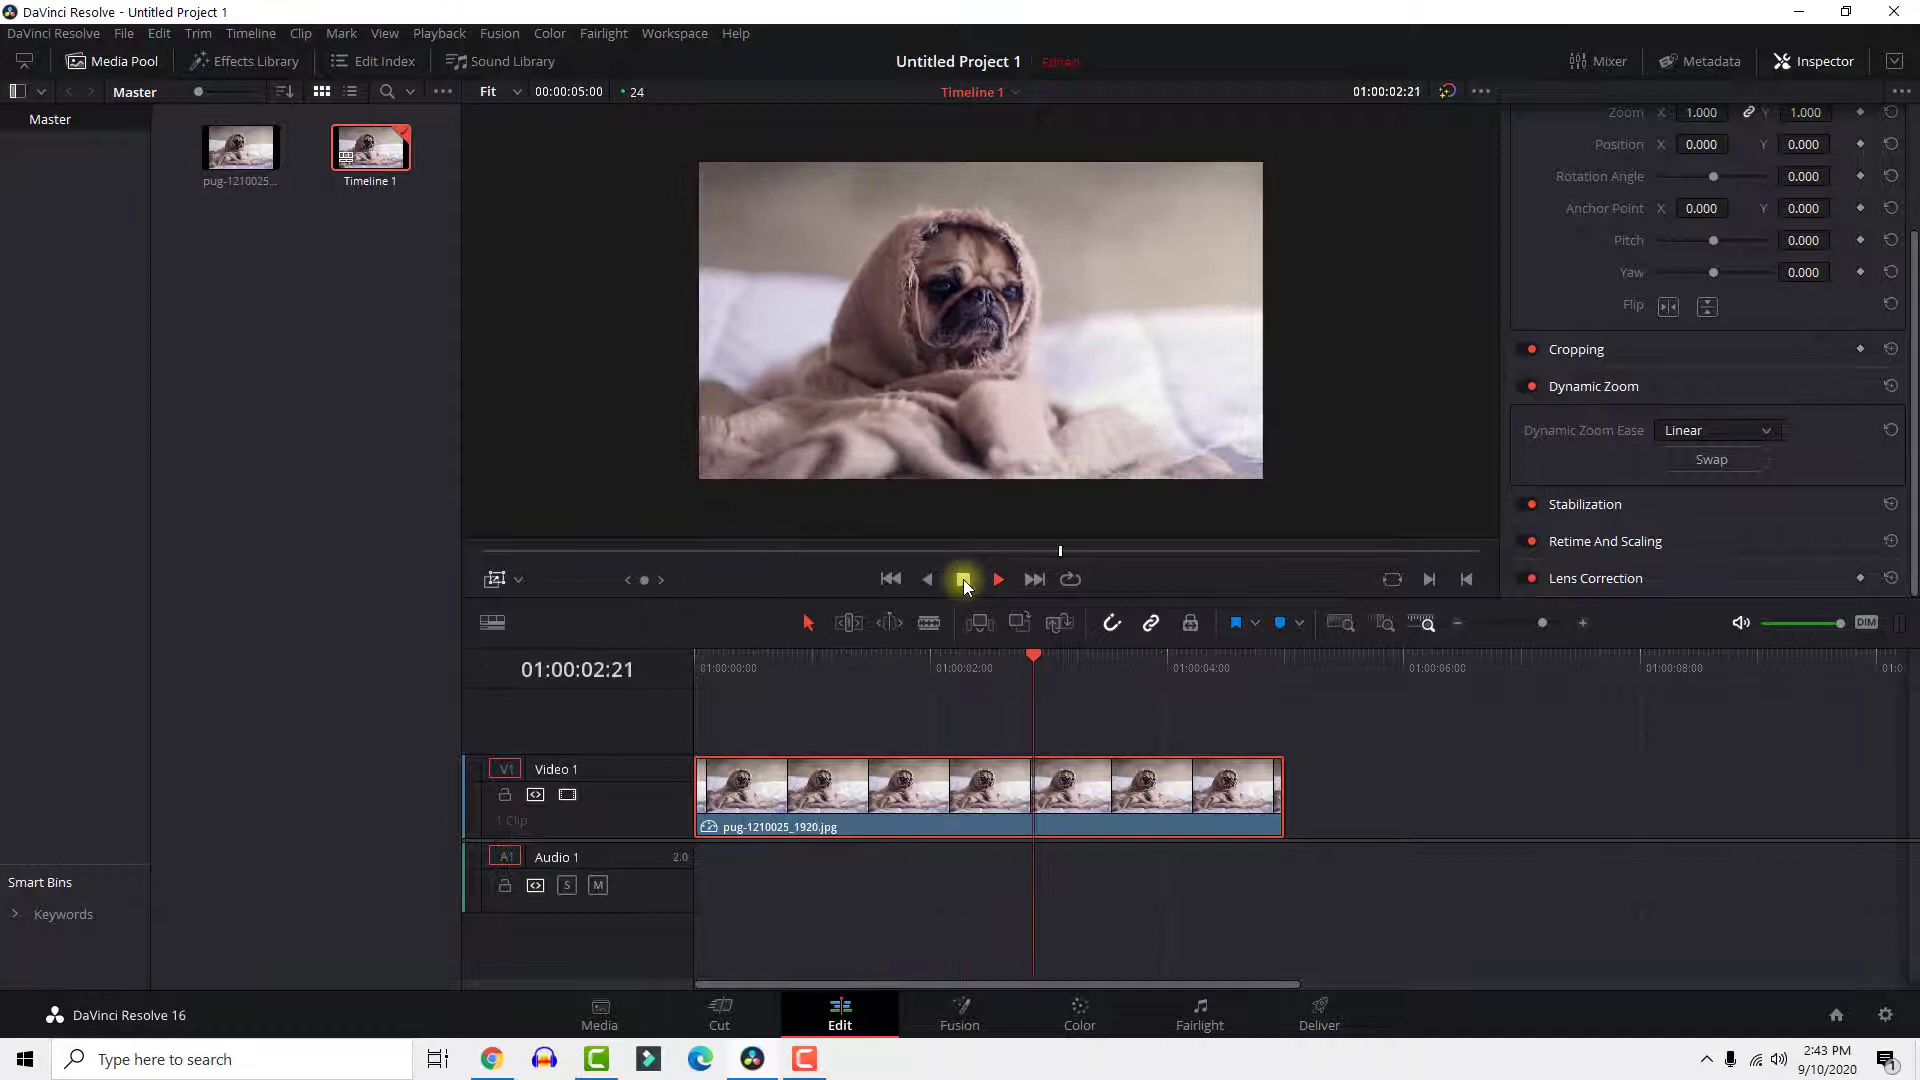 DaVinci Resolve - Untitled Project 1
DaVinci Resolve File Edit Trim Timeline Clip Mark View Playback Fusion Color Fairlight Workspace Help
Media Pool Effects Library Edit Index Sound Library Untitled Project 1 Edited Mixer Metadata Inspector
Master Fit 00:00:05:00 24 Timeline 1 01:00:02:21
Master
pug-1210025... Timeline 1
Zoom X 1.000 Y 1.000
Position X 0.000 Y 0.000
Rotation Angle 0.000
Anchor Point X 0.000 Y 0.000
Pitch 0.000
Yaw 0.000
Flip
Cropping
Dynamic Zoom
Dynamic Zoom Ease Linear
Swap
Stabilization
Retime And Scaling
Lens Correction
DIM
01:00:02:21 01:00:00:00 01:00:02:00 01:00:04:00 01:00:06:00 01:00:08:00 01:0
V1 Video 1
1 Clip
pug-1210025_1920.jpg
A1 Audio 1 2.0
S M
Smart Bins
Keywords
DaVinci Resolve 16 Media Cut Edit Fusion Color Fairlight Deliver
Type here to search 2:43 PM
9/10/2020
1